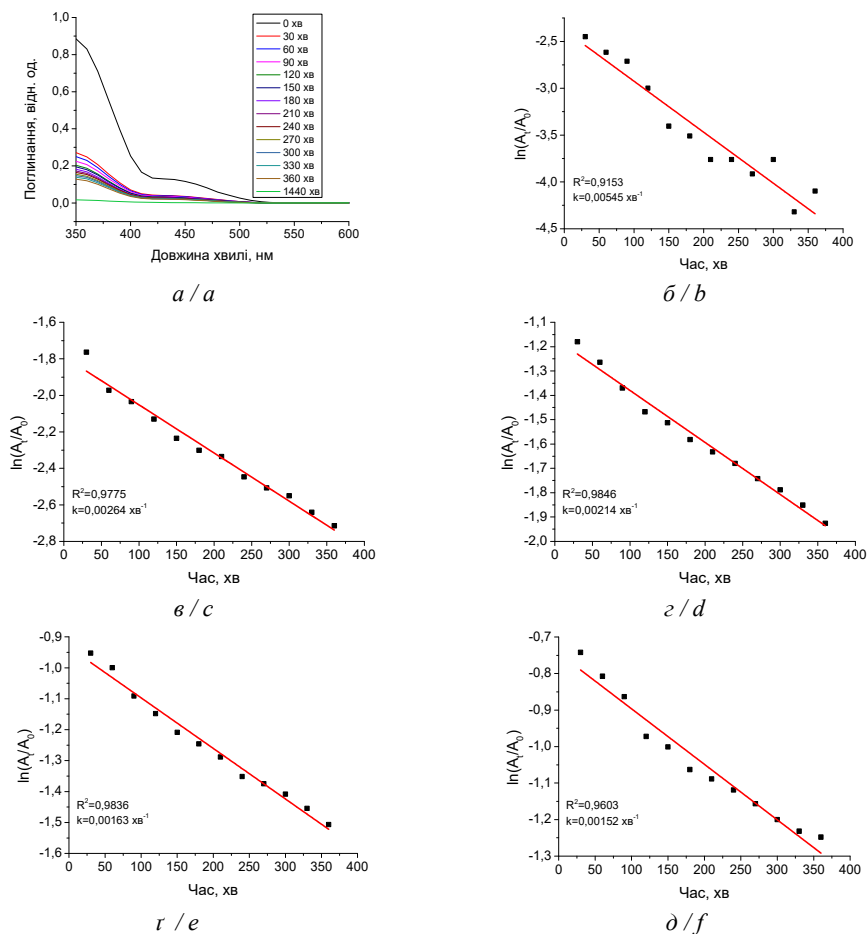 1,0
0,8
0,6
0,4
0,2
0,0
Поглинання, відн. од.
350 400 450 500 550 600
Довжина хвилі, нм
0 хв
30 хв
60 хв
90 хв
120 хв
150 хв
180 хв
210 хв
240 хв
270 хв
300 хв
330 хв
360 хв
1440 хв
а / a
-2,5
-3,0
-3,5
-4,0
-4,5
ln(Aₜ/A₀)
R²=0,9153
k=0,00545 хв⁻¹
0 50 100 150 200 250 300 350 400
Час, хв
б / b
-1,6
-1,8
-2,0
-2,2
-2,4
-2,6
-2,8
ln(Aₜ/A₀)
R²=0,9775
k=0,00264 хв⁻¹
0 50 100 150 200 250 300 350 400
Час, хв
в / c
-1,1
-1,2
-1,3
-1,4
-1,5
-1,6
-1,7
-1,8
-1,9
-2,0
ln(Aₜ/A₀)
R²=0,9846
k=0,00214 хв⁻¹
0 50 100 150 200 250 300 350 400
Час, хв
г / d
-0,9
-1,0
-1,1
-1,2
-1,3
-1,4
-1,5
-1,6
ln(Aₜ/A₀)
R²=0,9836
k=0,00163 хв⁻¹
0 50 100 150 200 250 300 350 400
Час, хв
ґ / e
-0,7
-0,8
-0,9
-1,0
-1,1
-1,2
-1,3
ln(Aₜ/A₀)
R²=0,9603
k=0,00152 хв⁻¹
0 50 100 150 200 250 300 350 400
Час, хв
д / f